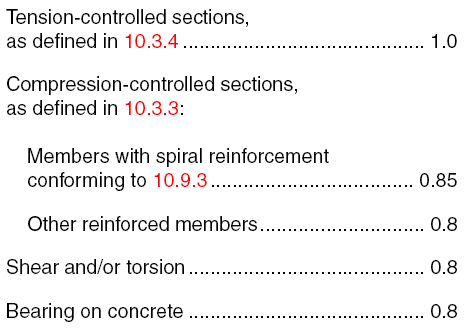 Tension-controlled sections,
as defined in 10.3.4 ............................................ 1.0
Compression-controlled sections,
as defined in 10.3.3:
Members with spiral reinforcement
conforming to 10.9.3..................................... 0.85
Other reinforced members.............................. 0.8
Shear and/or torsion ........................................... 0.8
Bearing on concrete ........................................... 0.8